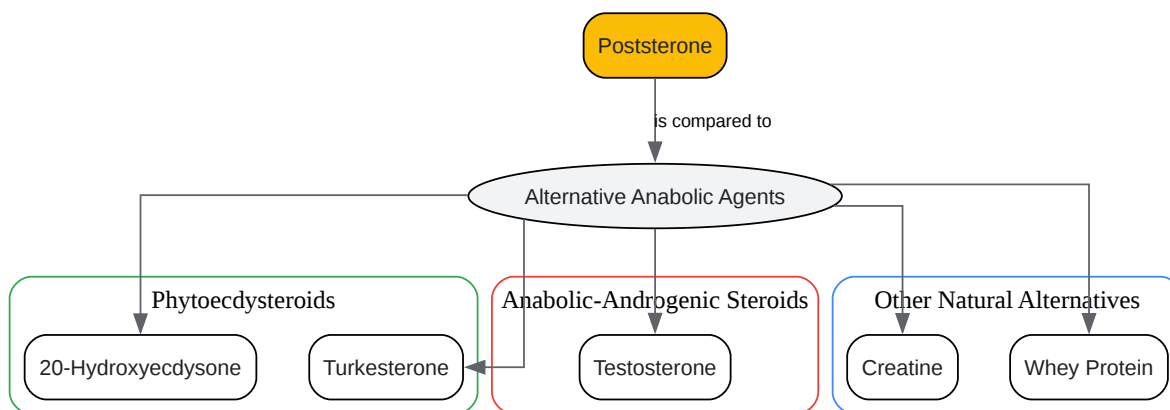 Poststerone
is compared to
Alternative Anabolic Agents
Phytoecdysteroids
Anabolic-Androgenic Steroids
Other Natural Alternatives
20-Hydroxyecdysone
Turkesterone
Testosterone
Creatine
Whey Protein